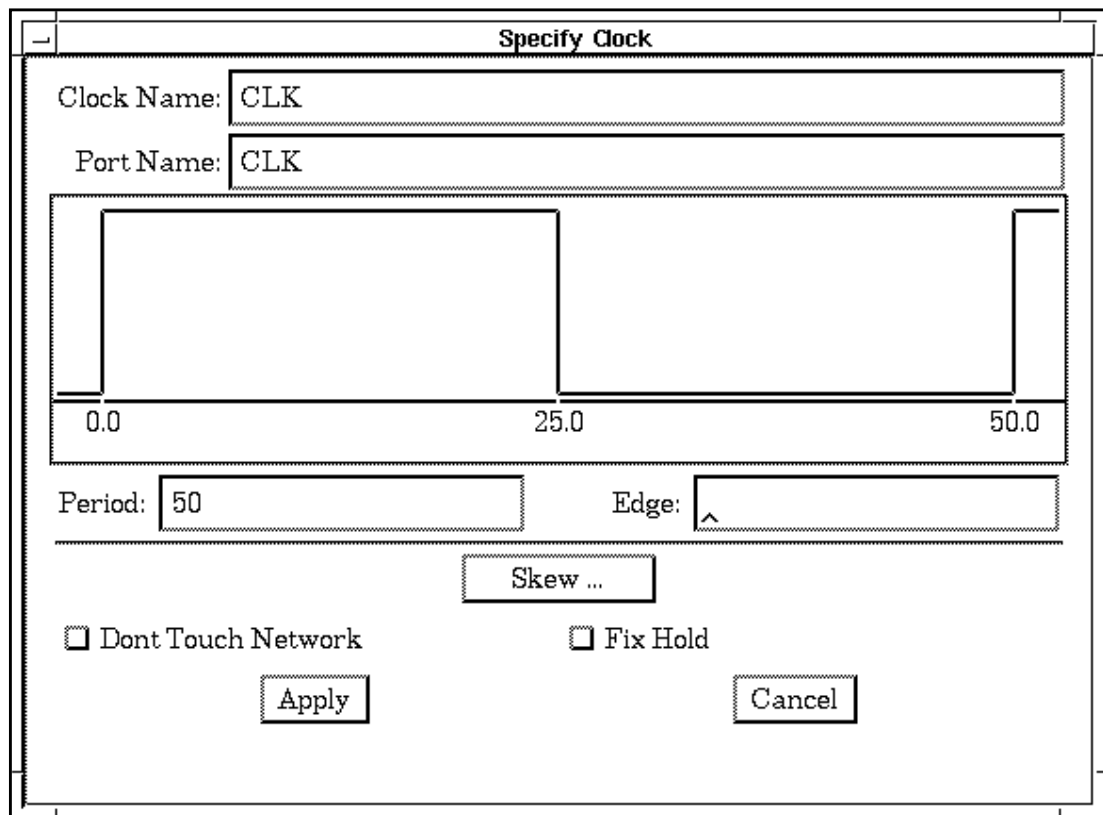 Specify Clock
Clock Name: CLK
Port Name: CLK
0.0 25.0 50.0
Period: 50 Edge:
Skew ...
Dont Touch Network Fix Hold
Apply Cancel